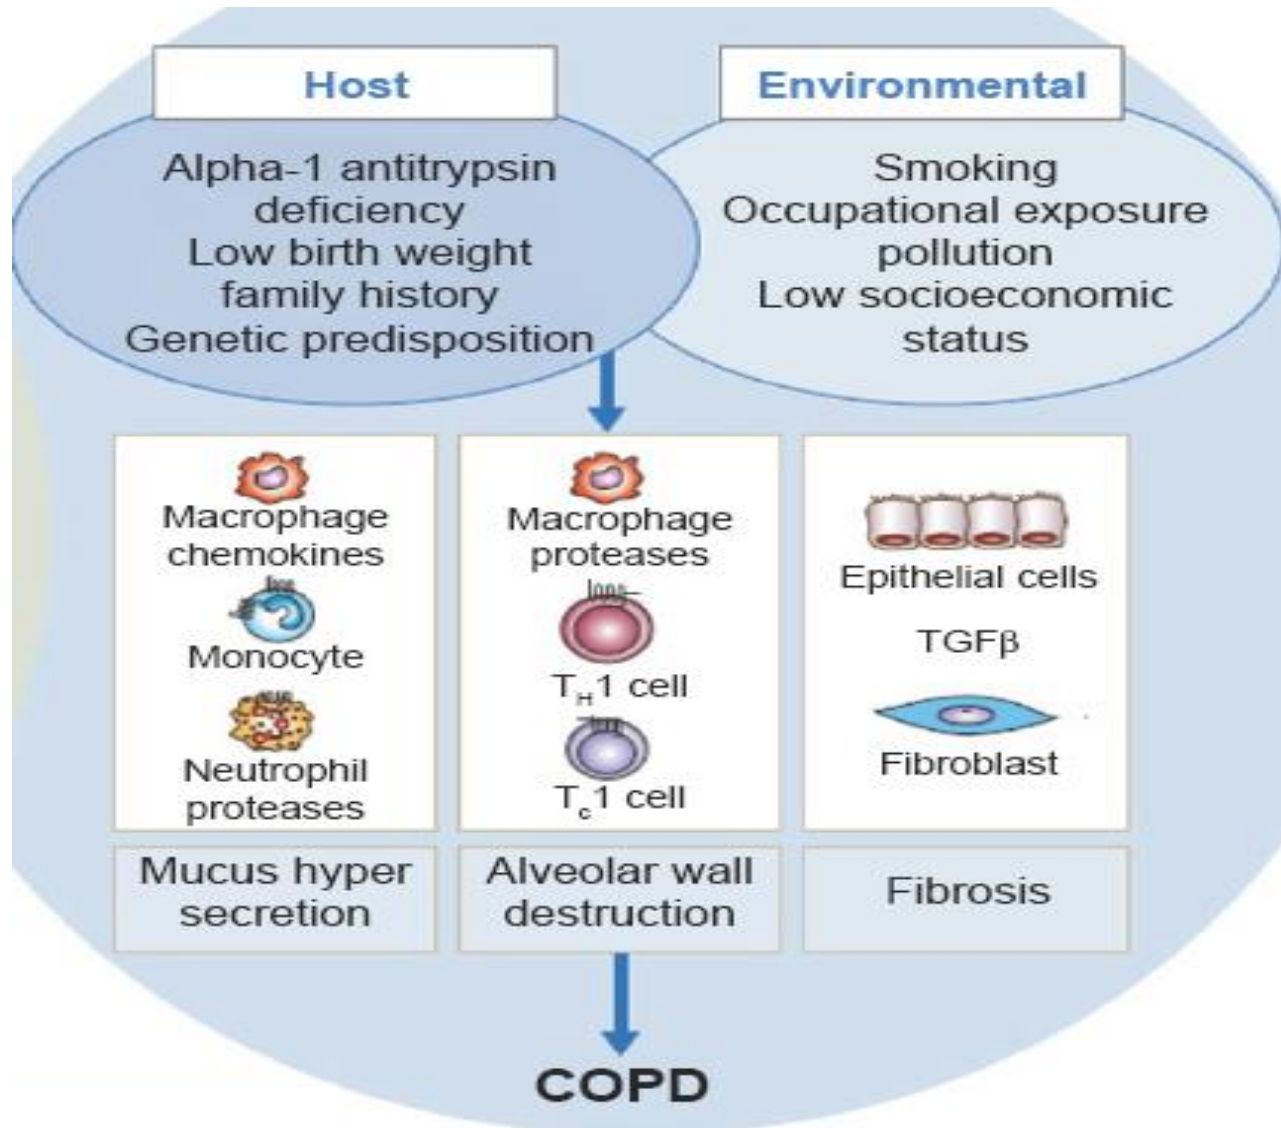 Host
Environmental
Alpha-1 antitrypsin
deficiency
Low birth weight
family history
Genetic predisposition
Smoking
Occupational exposure
pollution
Low socioeconomic
status
Macrophage
chemokines
Monocyte
Neutrophil
proteases
Macrophage
proteases
TH1 cell
Tc1 cell
Epithelial cells
TGFβ
Fibroblast
Mucus hyper
secretion
Alveolar wall
destruction
Fibrosis
COPD